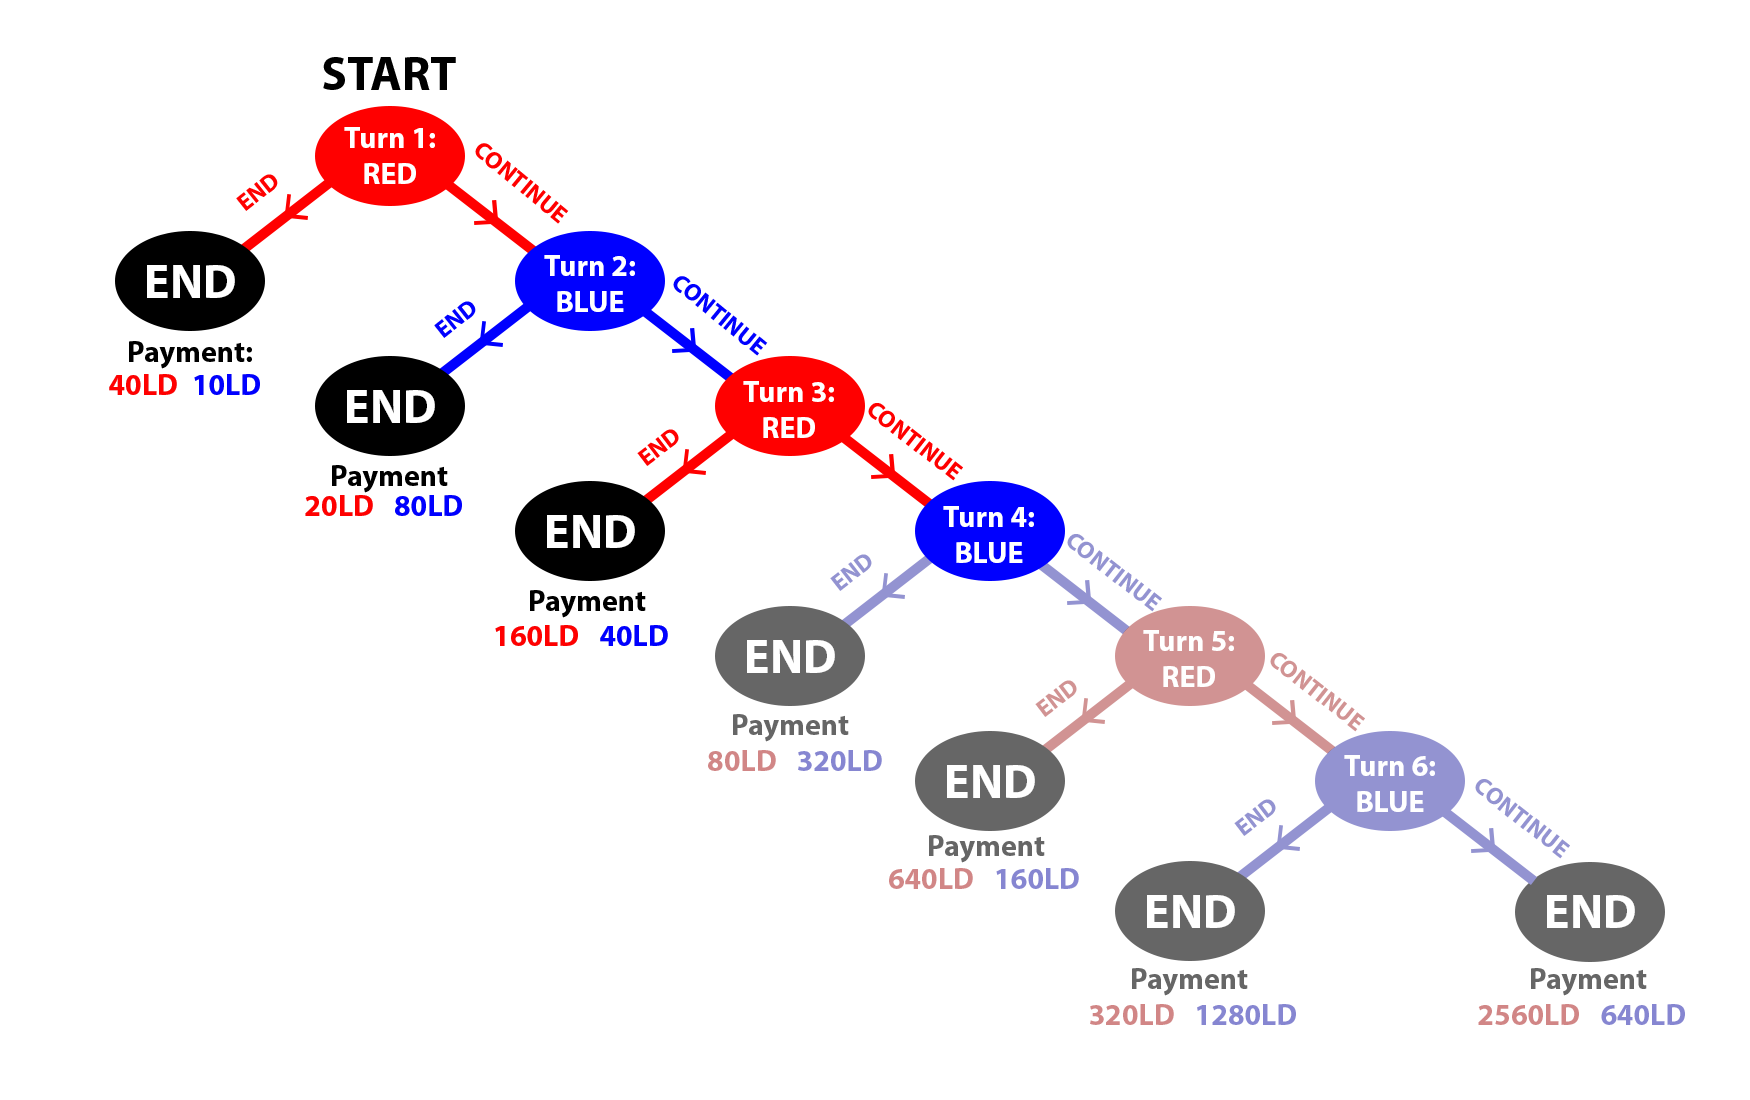 START
Turn 1:
RED
END
CONTINUE
END
Payment:
40LD 10LD
Turn 2:
BLUE
END
CONTINUE
END
Payment
20LD 80LD
Turn 3:
RED
END
CONTINUE
END
Payment
160LD 40LD
Turn 4:
BLUE
END
CONTINUE
END
Payment
80LD 320LD
Turn 5:
RED
END
CONTINUE
END
Payment
640LD 160LD
Turn 6:
BLUE
END
CONTINUE
END
Payment
320LD 1280LD
END
Payment
2560LD 640LD